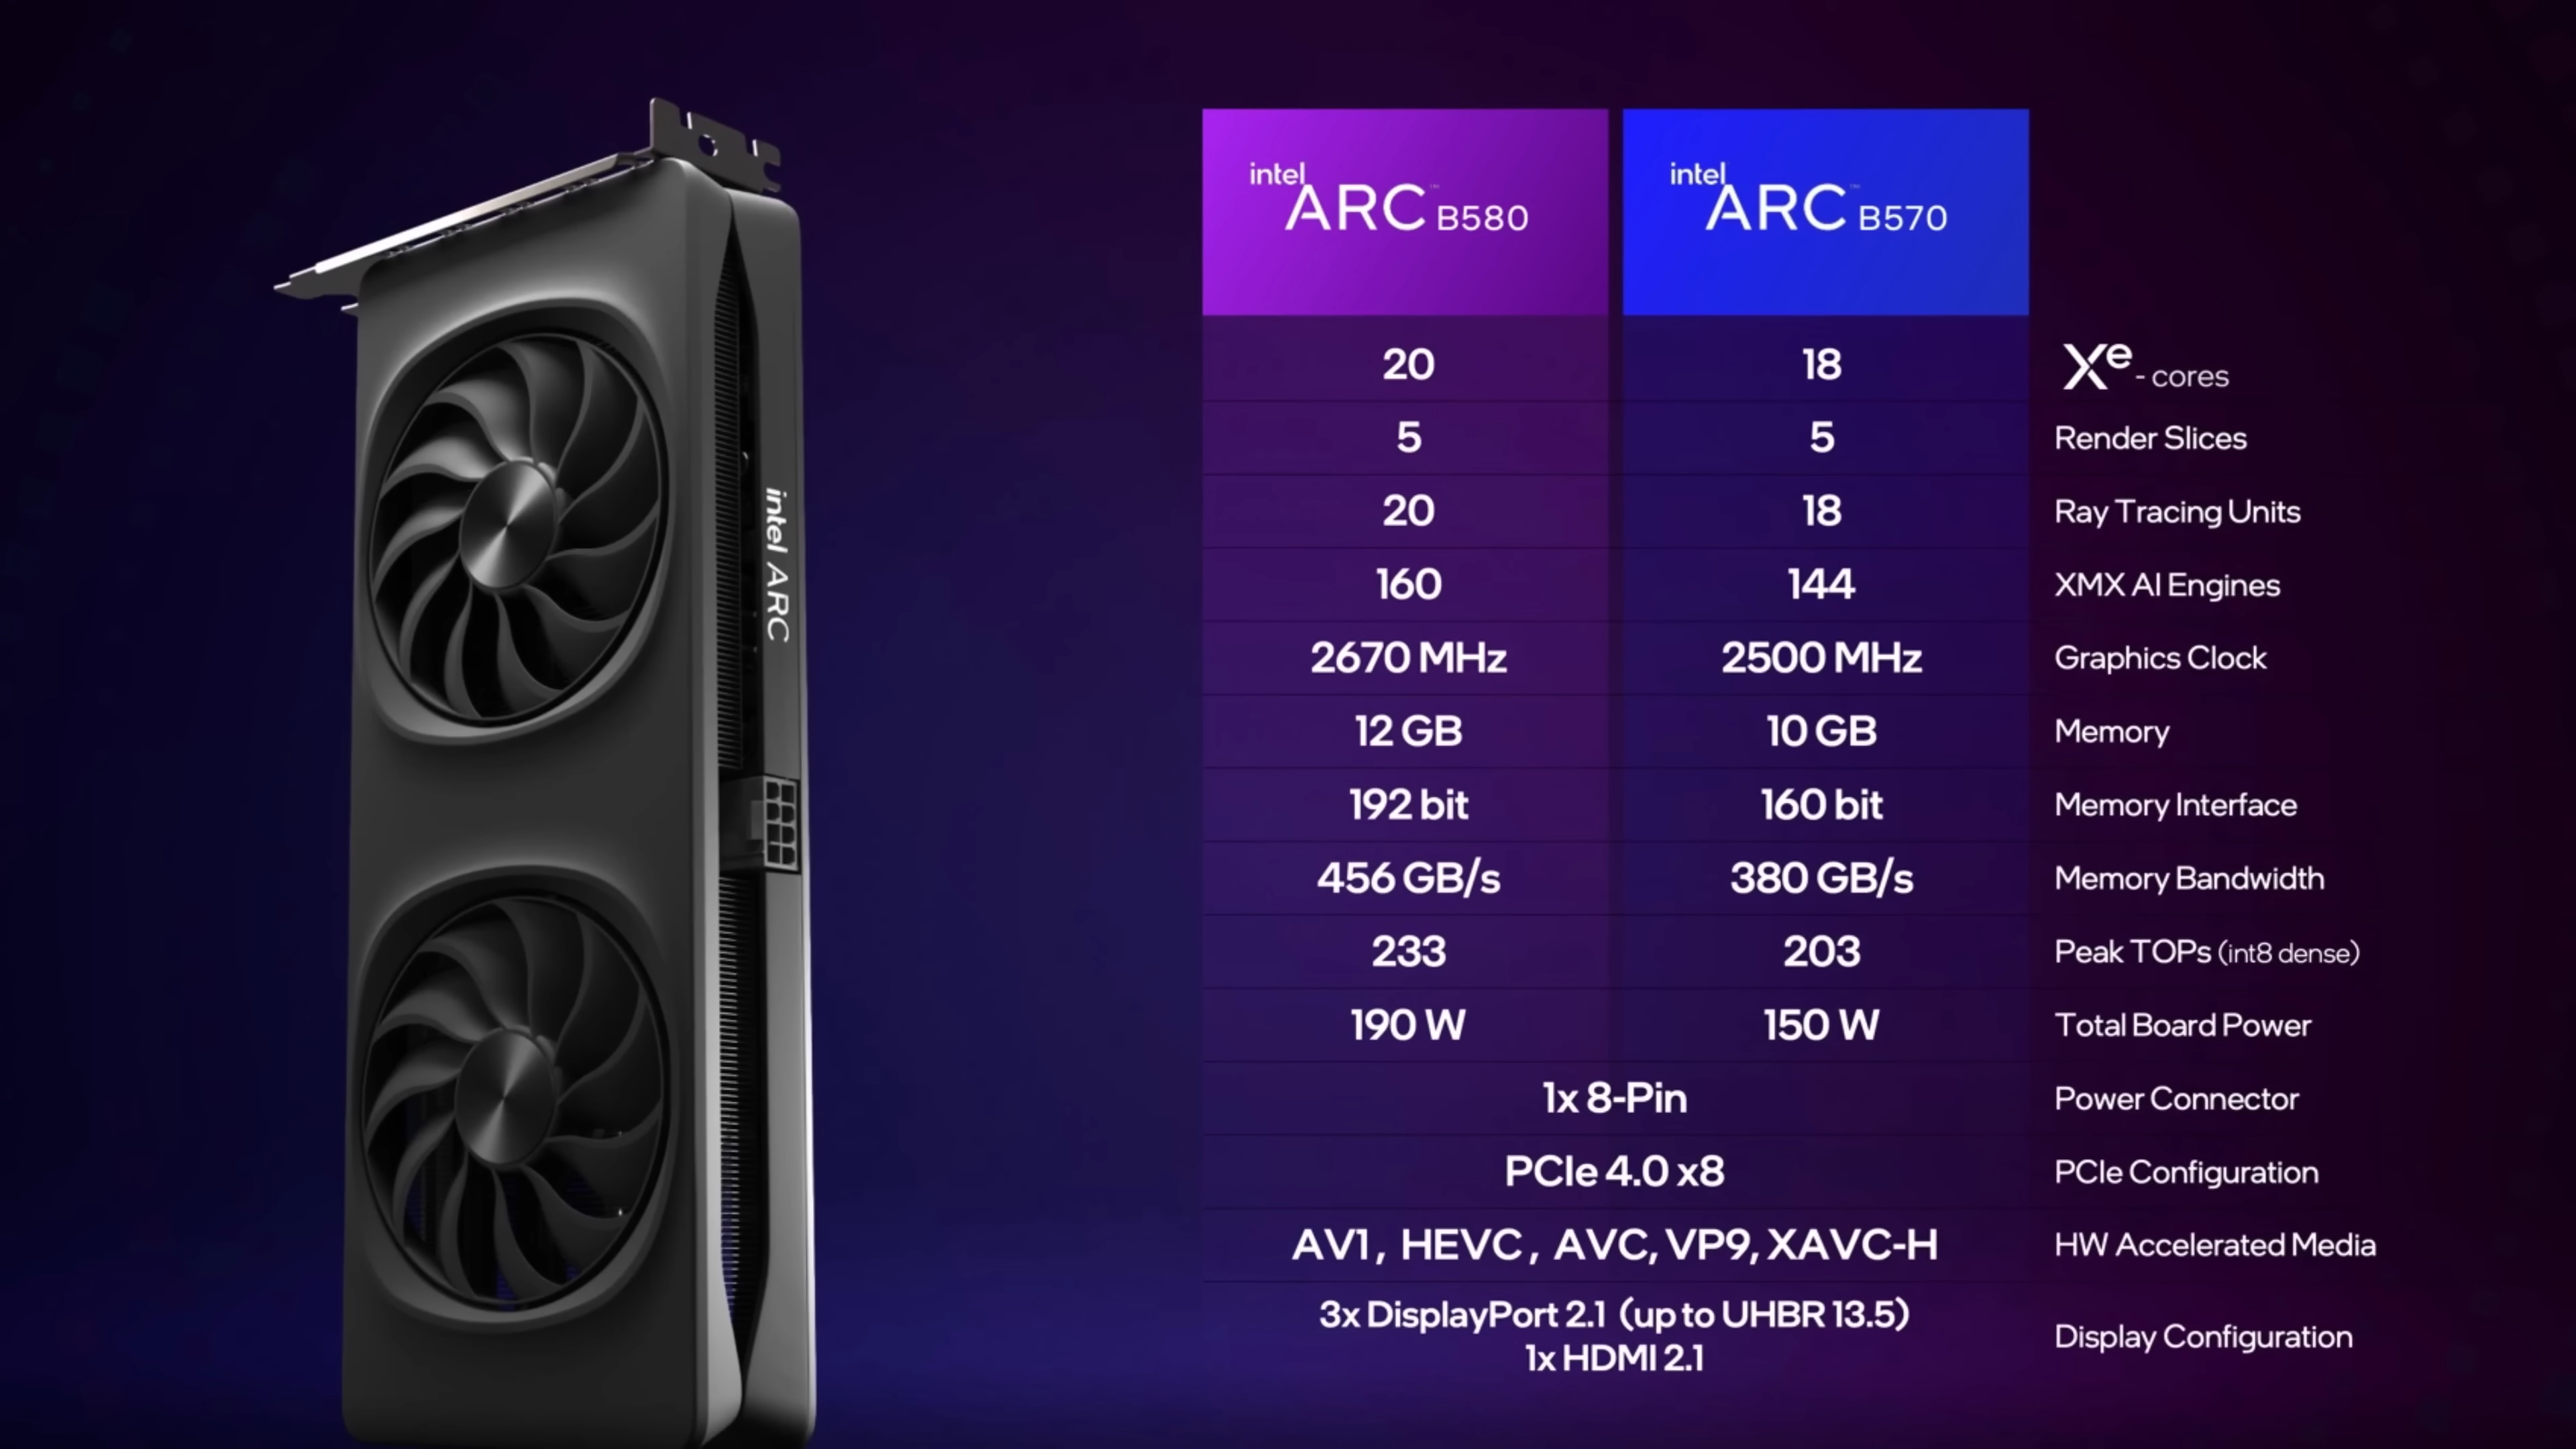 intel ARC
intel ARC™ B580
intel ARC™ B570
20 18 Xe - cores
5 5 Render Slices
20 18 Ray Tracing Units
160 144 XMX AI Engines
2670 MHz 2500 MHz Graphics Clock
12 GB 10 GB Memory
192 bit 160 bit Memory Interface
456 GB/s 380 GB/s Memory Bandwidth
233 203 Peak TOPs (int8 dense)
190 W 150 W Total Board Power
1x 8-Pin Power Connector
PCIe 4.0 x8 PCIe Configuration
AV1, HEVC, AVC, VP9, XAVC-H HW Accelerated Media
3x DisplayPort 2.1 (up to UHBR 13.5)
1x HDMI 2.1
Display Configuration